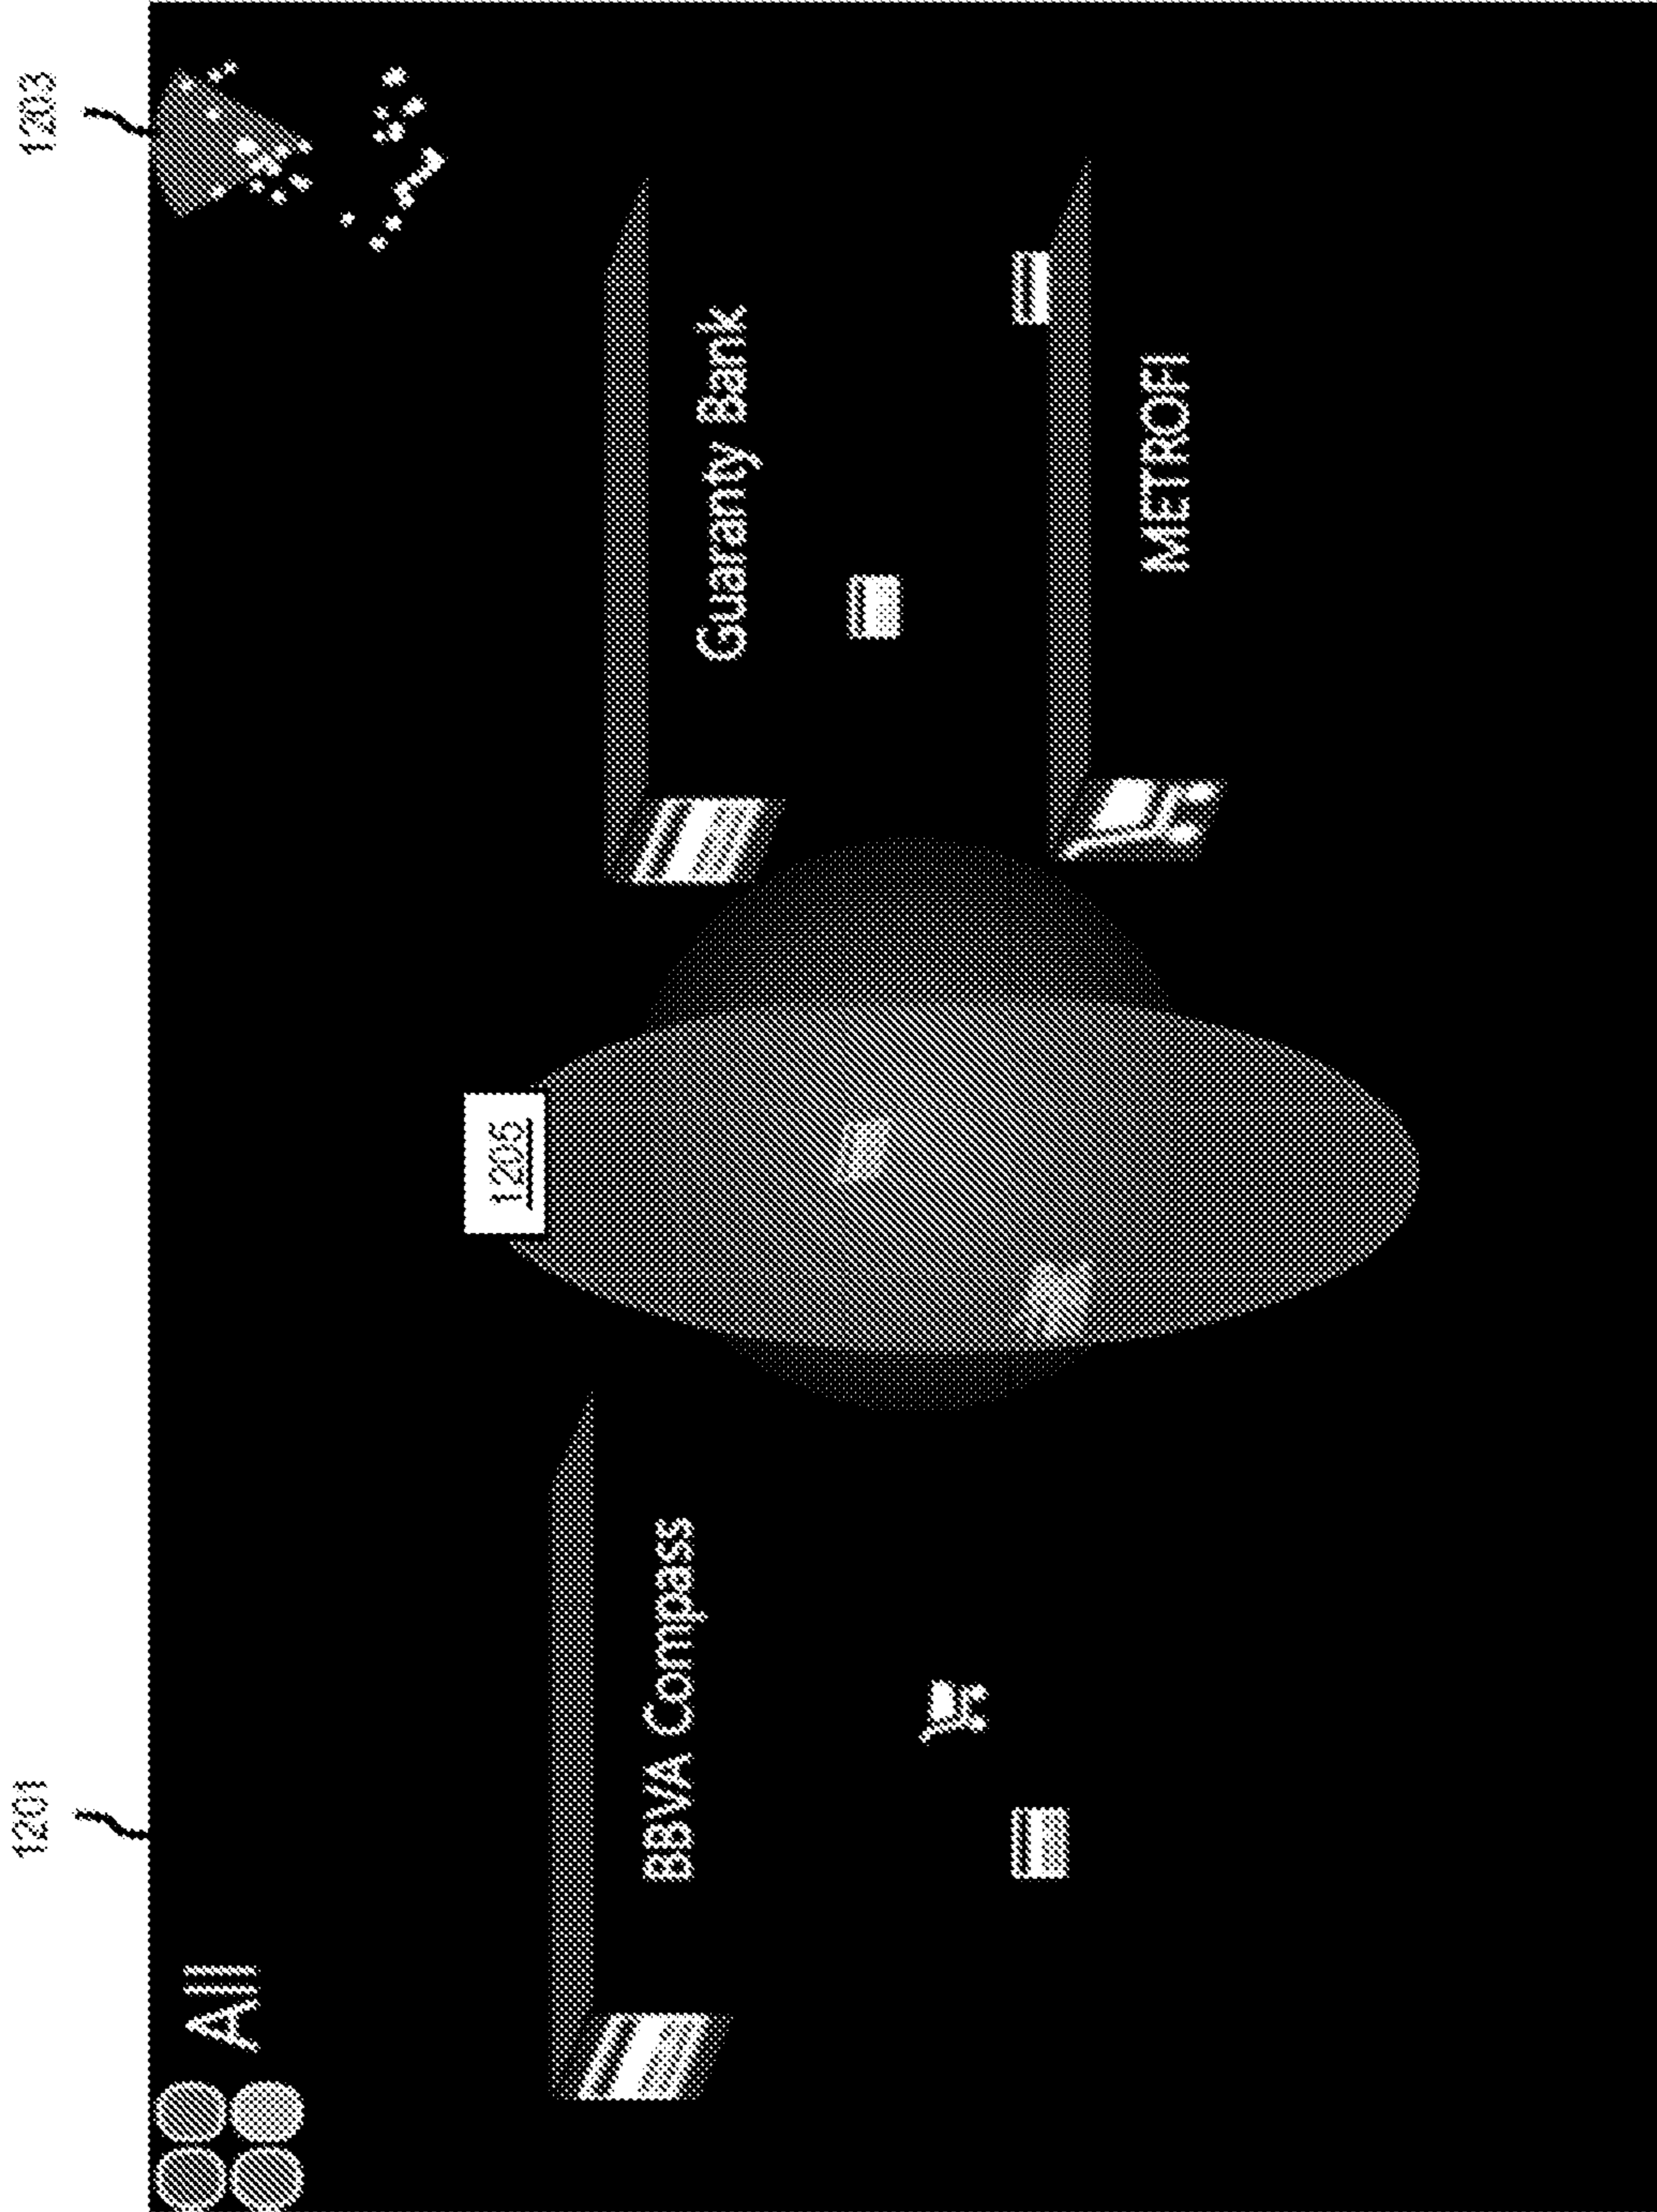 1201
1203
All
1205
BBVA Compass
Guaranty Bank
METROFI